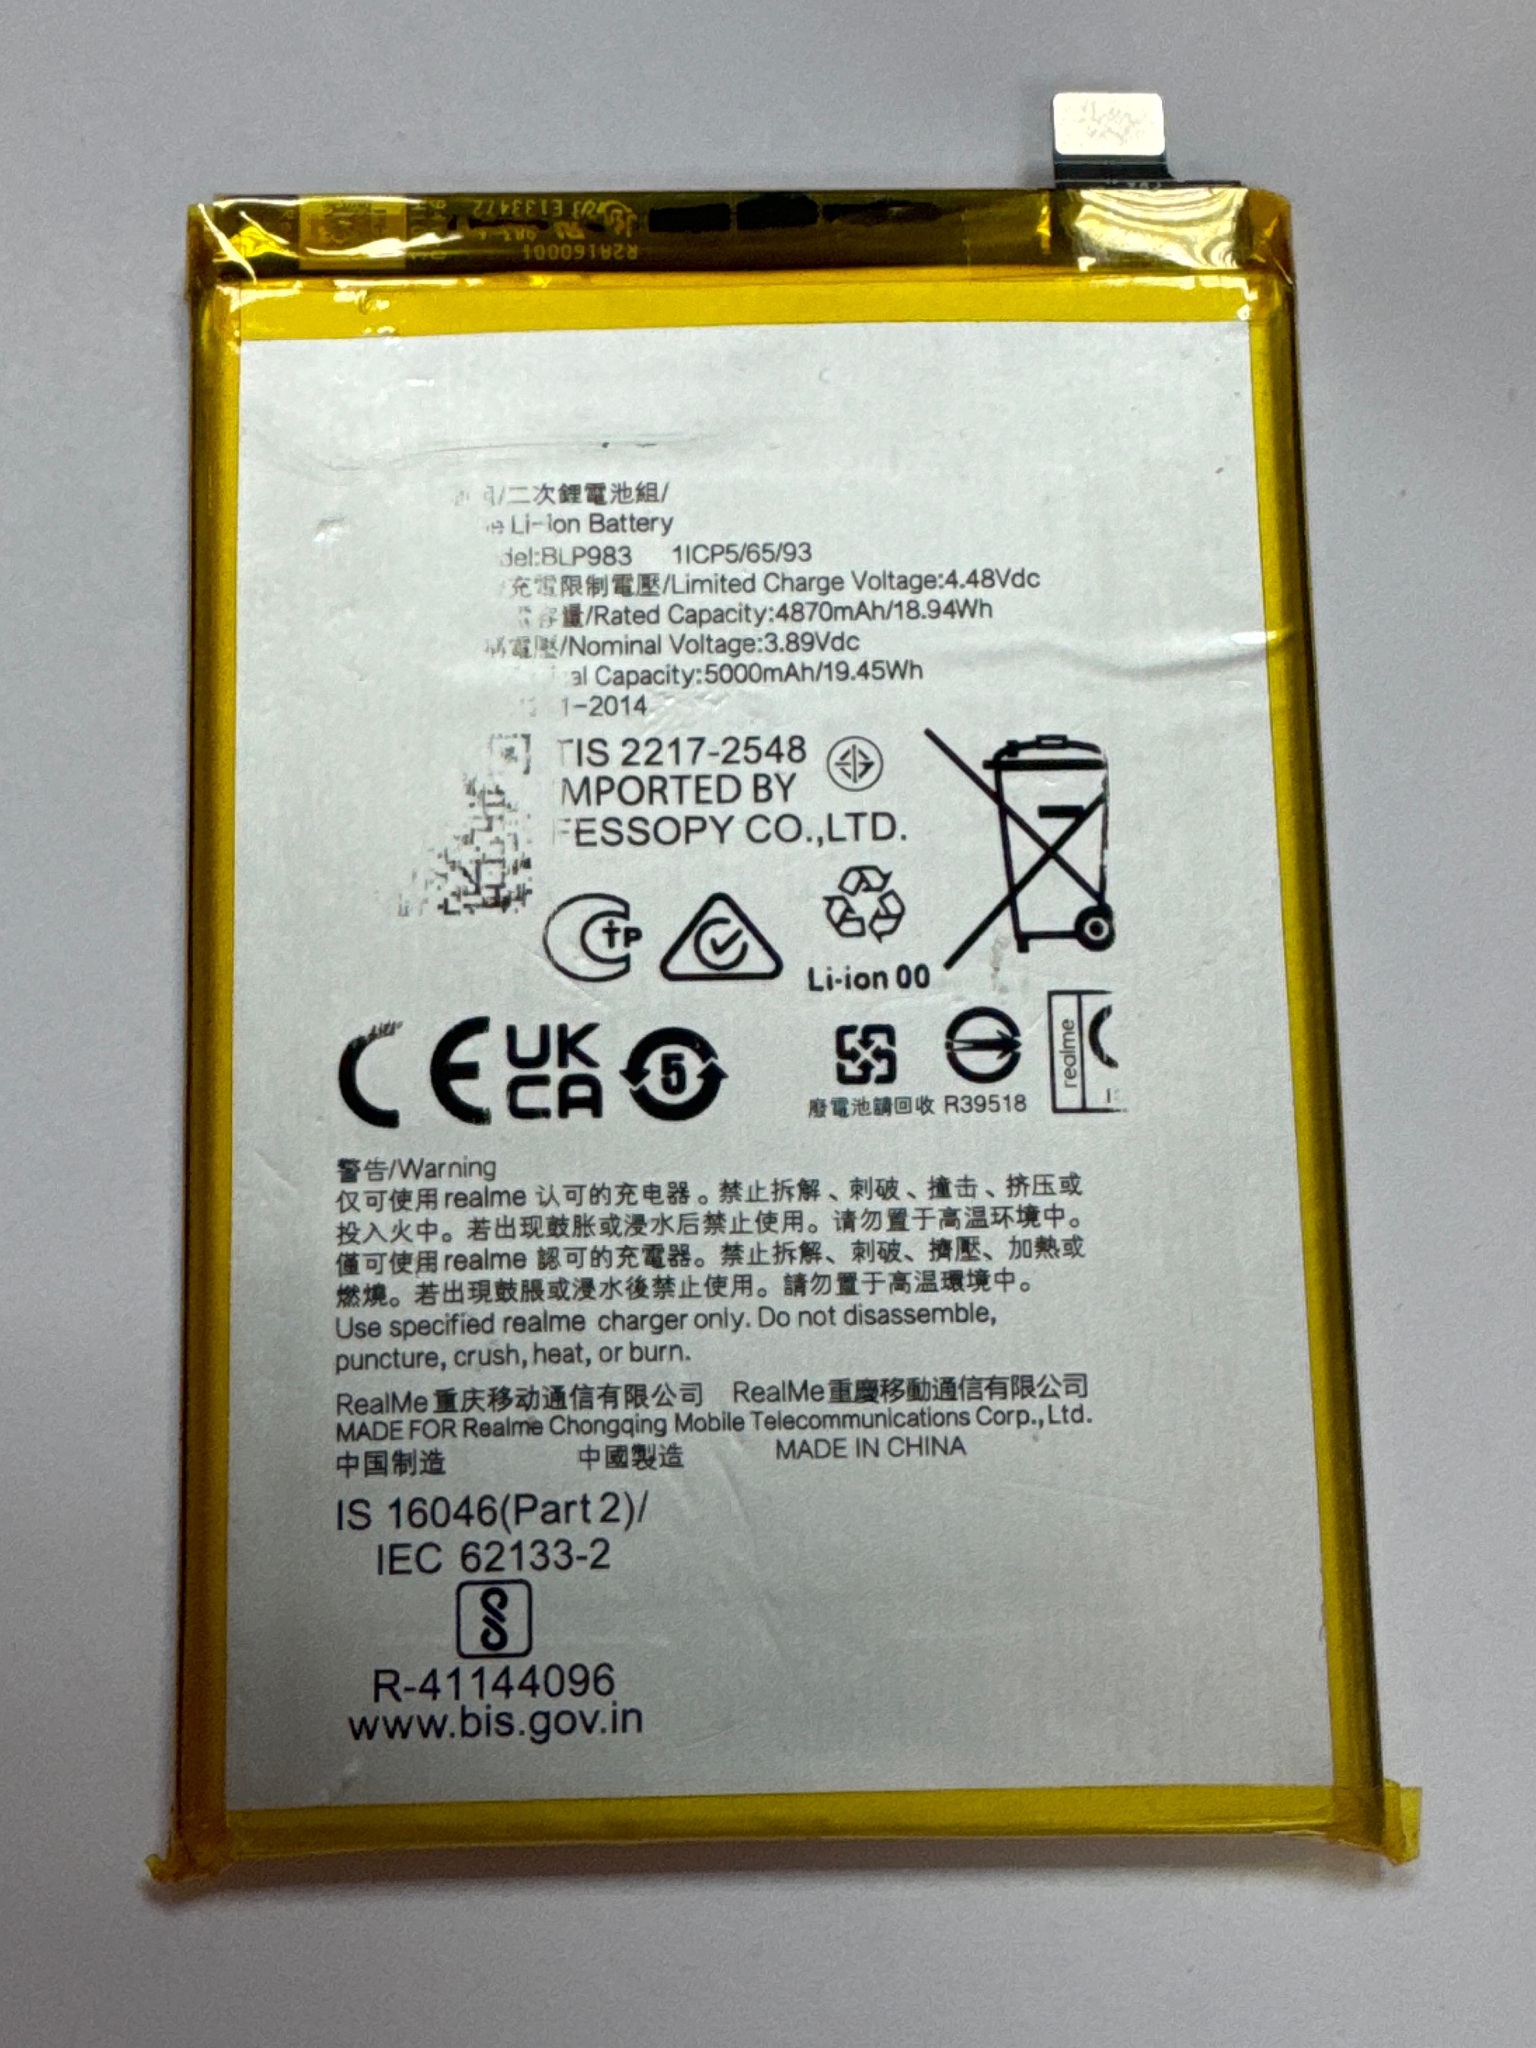 E133472
R2A160001
/二次鋰電池組/
Li-ion Battery
BLP983 1ICP5/65/93
充電限制電壓/Limited Charge Voltage:4.48Vdc
容量/Rated Capacity:4870mAh/18.94Wh
電壓/Nominal Voltage:3.89Vdc
Capacity:5000mAh/19.45Wh
1-2014
TIS 2217-2548
IMPORTED BY
FESSOPY CO.,LTD.
Li-ion 00
CE UK
CA 5
廢電池請回收 R39518
realme
警告/Warning
仅可使用realme 认可的充电器。禁止拆解、刺破、撞击、挤压或
投入火中。若出现鼓胀或浸水后禁止使用。请勿置于高温环境中。
僅可使用realme 認可的充電器。禁止拆解、刺破、擠壓、加熱或
燃燒。若出現鼓脹或浸水後禁止使用。請勿置于高温環境中。
Use specified realme charger only. Do not disassemble,
puncture, crush, heat, or burn.
RealMe重庆移动通信有限公司 RealMe重慶移動通信有限公司
MADE FOR Realme Chongqing Mobile Telecommunications Corp.,Ltd.
中国制造 中國製造 MADE IN CHINA
IS 16046(Part 2)/
IEC 62133-2
R-41144096
www.bis.gov.in